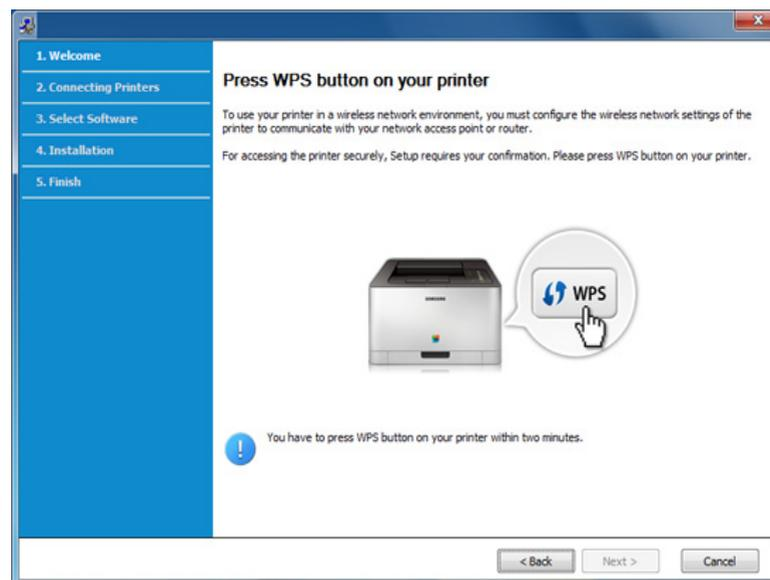 1. Welcome
2. Connecting Printers
3. Select Software
4. Installation
5. Finish
Press WPS button on your printer
To use your printer in a wireless network environment, you must configure the wireless network settings of the
printer to communicate with your network access point or router.
For accessing the printer securely, Setup requires your confirmation. Please press WPS button on your printer.
SAMSUNG
WPS
You have to press WPS button on your printer within two minutes.
< Back
Next >
Cancel